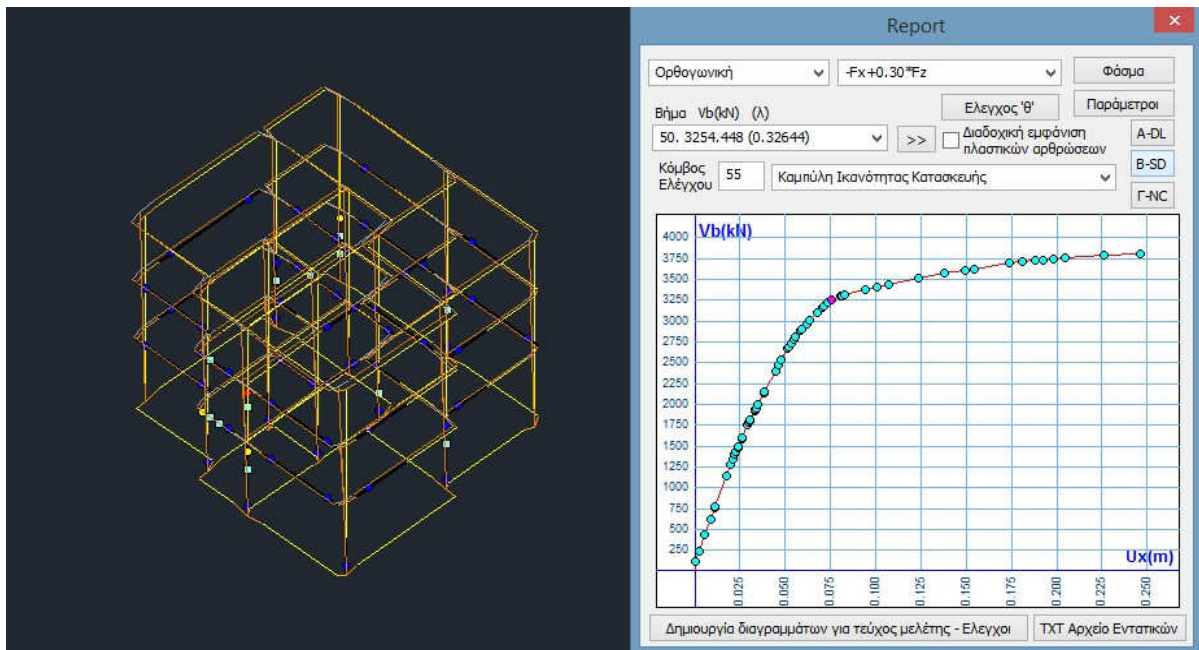 Report
Ορθογωνική
-Fx+0.30*Fz
Φάσμα
Βήμα Vb(kN) (λ)
Ελεγχος 'θ'
Παράμετροι
50. 3254.448 (0.32644)
>>
Διαδοχική εμφάνιση
πλαστικών αρθρώσεων
A-DL
B-SD
Γ-NC
Κόμβος
Ελέγχου
55
Καμπύλη Ικανότητας Κατασκευής
Vb(kN)
4000
3750
3500
3250
3000
2750
2500
2250
2000
1750
1500
1250
1000
750
500
250
Ux(m)
0.025
0.050
0.075
0.100
0.125
0.150
0.175
0.200
0.225
0.250
Δημιουργία διαγραμμάτων για τεύχος μελέτης - Ελεγχοι
TXT Αρχείο Εντατικών